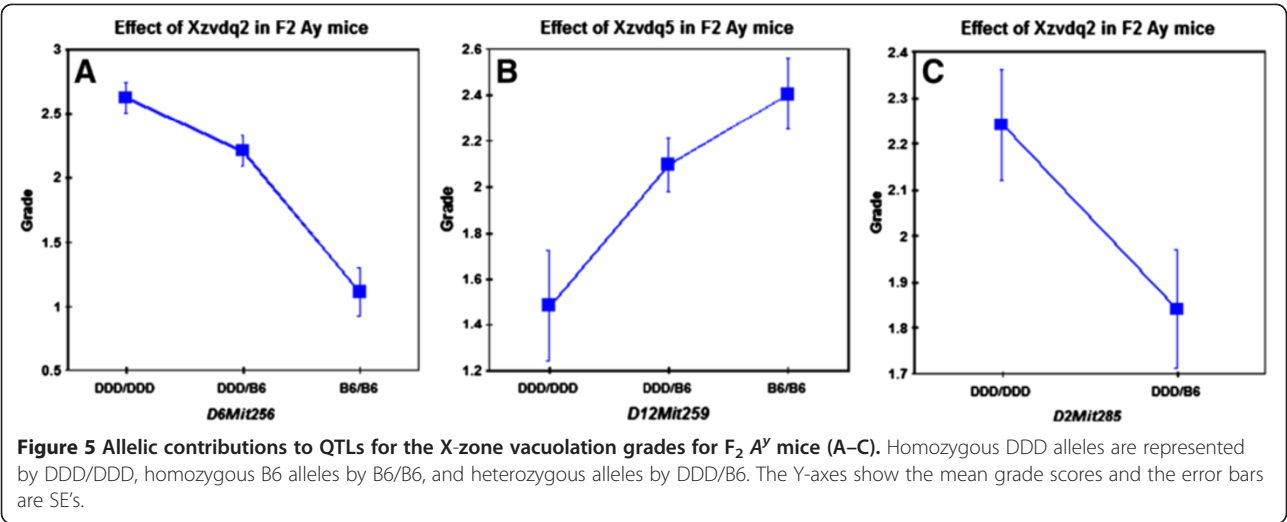 Effect of Xzvdq2 in F2 Ay mice
A
3
2.5
2
1.5
1
0.5
Grade
DDD/DDD DDD/B6 B6/B6
D6Mit256
Effect of Xzvdq5 in F2 Ay mice
B
2.6
2.4
2.2
2
1.8
1.6
1.4
1.2
Grade
DDD/DDD DDD/B6 B6/B6
D12Mit259
Effect of Xzvdq2 in F2 Ay mice
C
2.4
2.3
2.2
2.1
2
1.9
1.8
1.7
Grade
DDD/DDD DDD/B6
D2Mit285
Figure 5 Allelic contributions to QTLs for the X-zone vacuolation grades for F₂ Aʸ mice (A–C). Homozygous DDD alleles are represented
by DDD/DDD, homozygous B6 alleles by B6/B6, and heterozygous alleles by DDD/B6. The Y-axes show the mean grade scores and the error bars
are SE's.